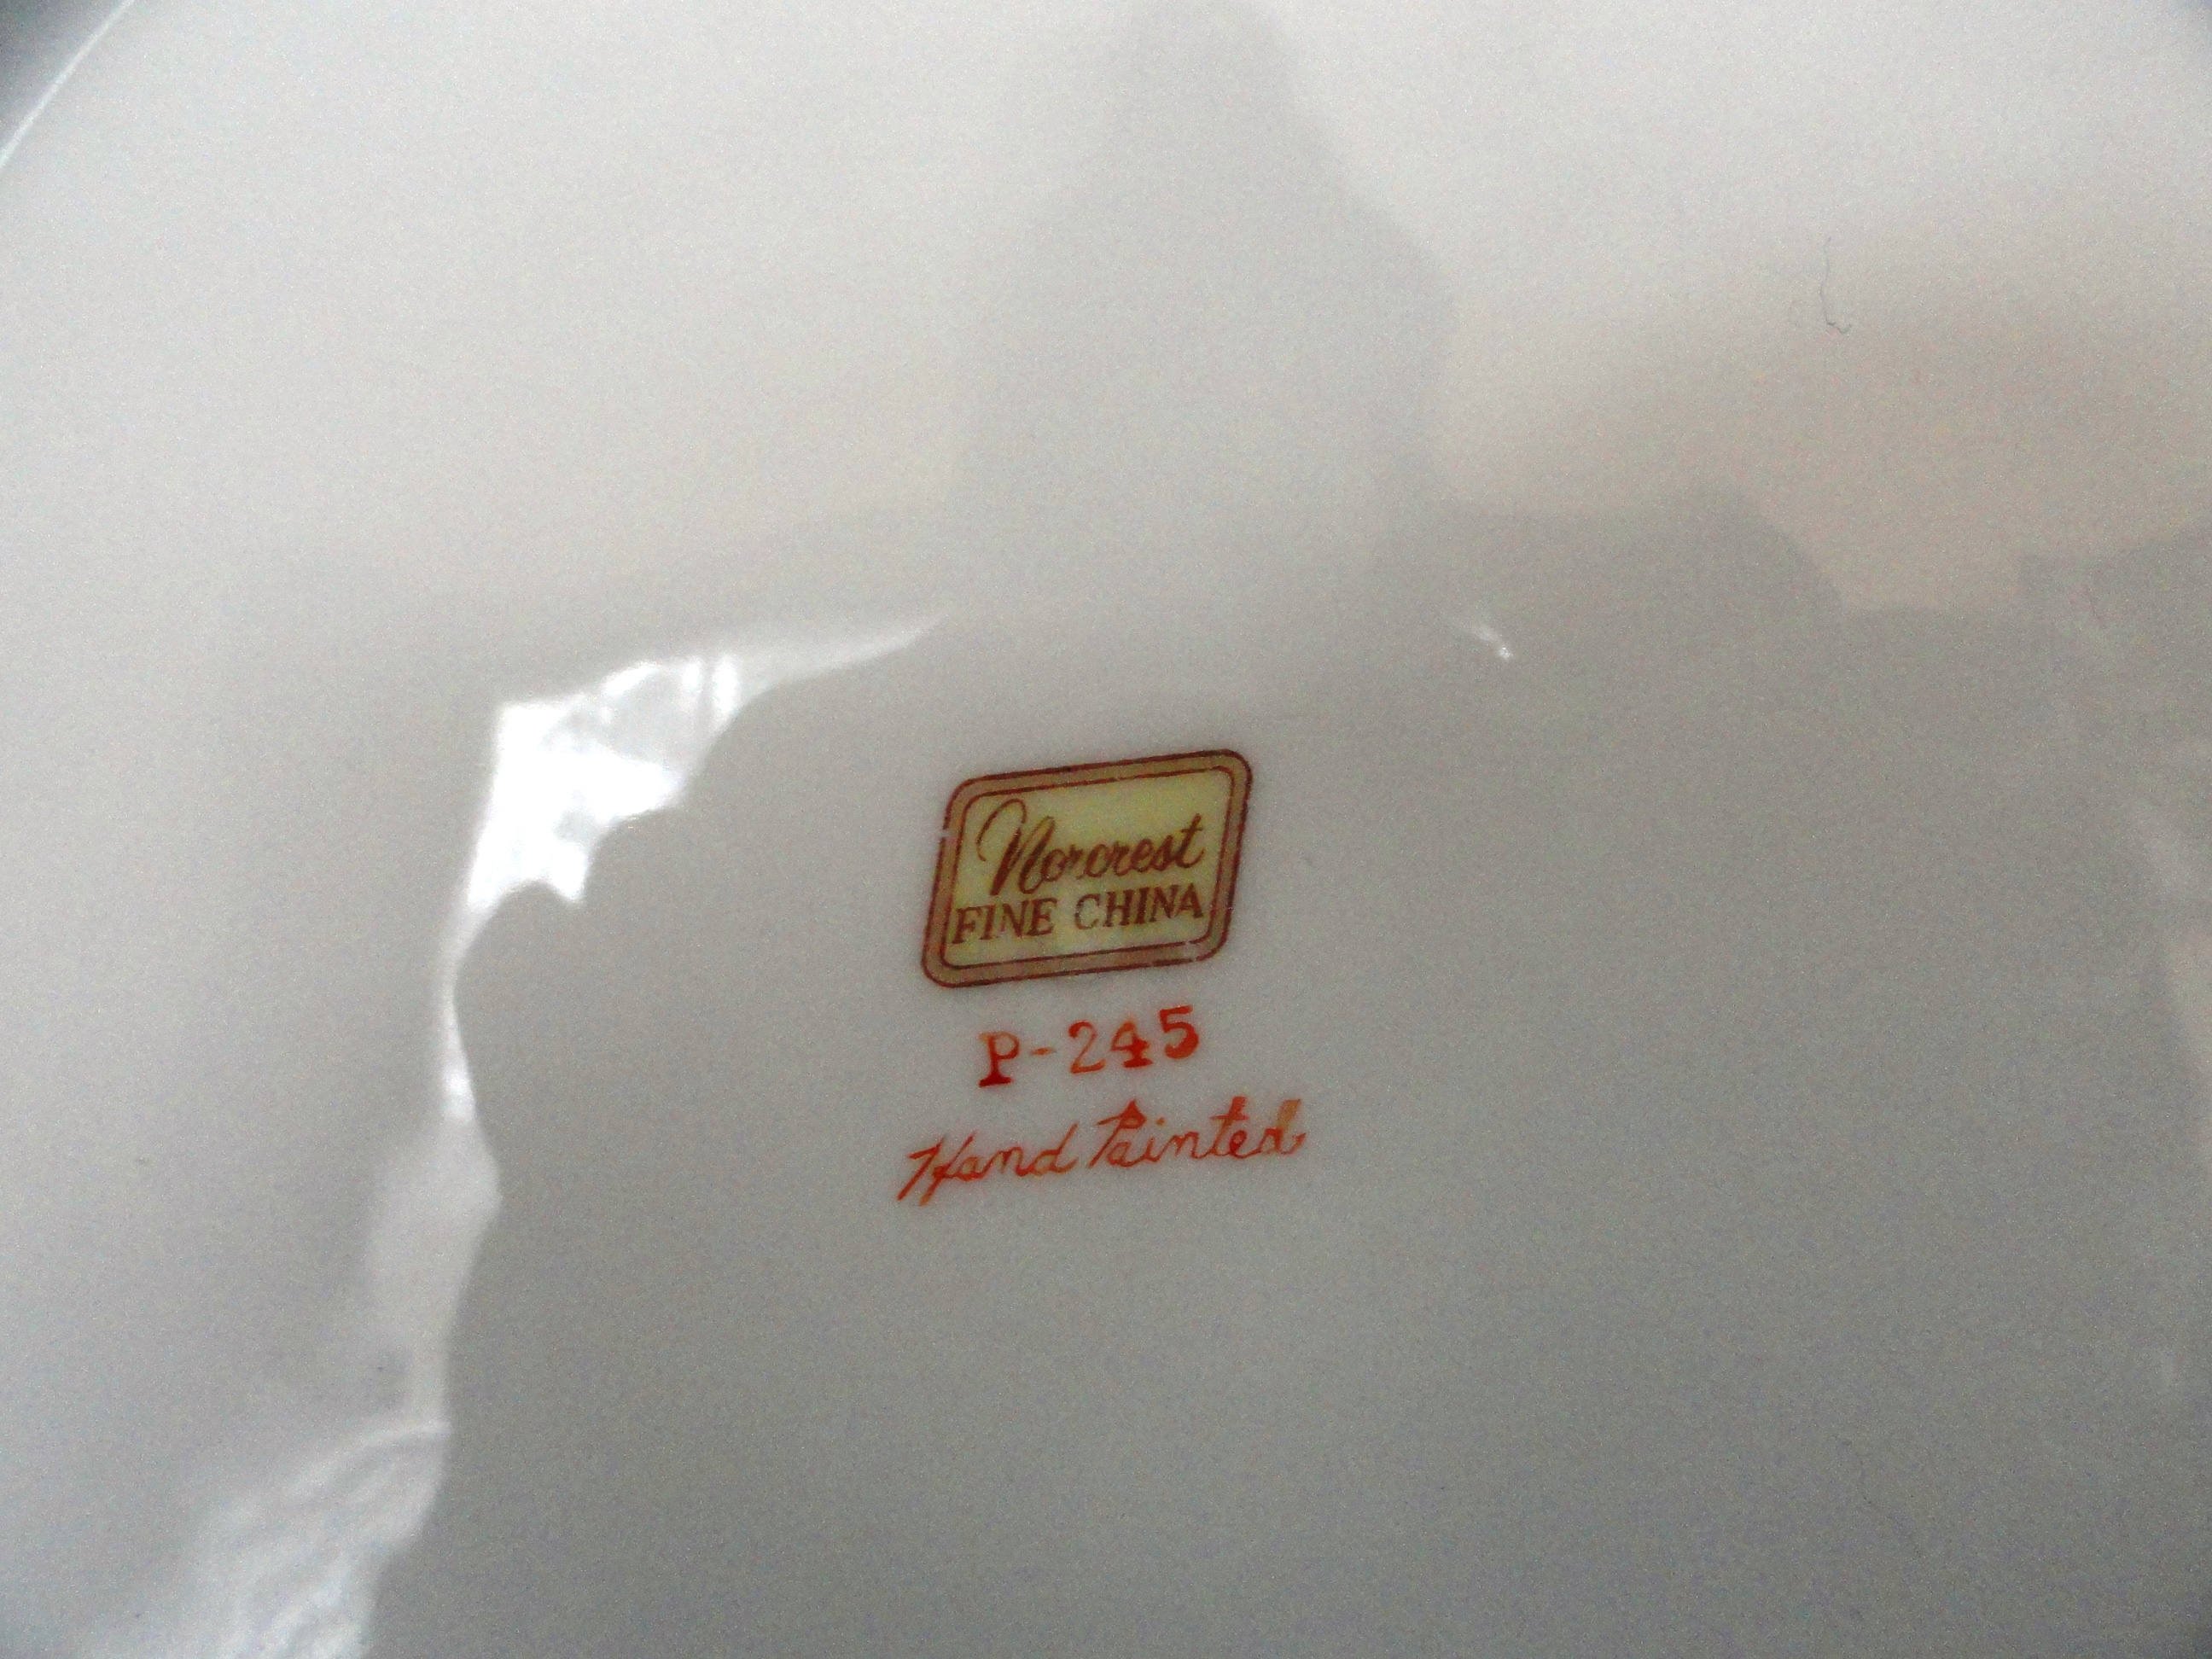 Norcrest
FINE CHINA
P-245
Hand Painted